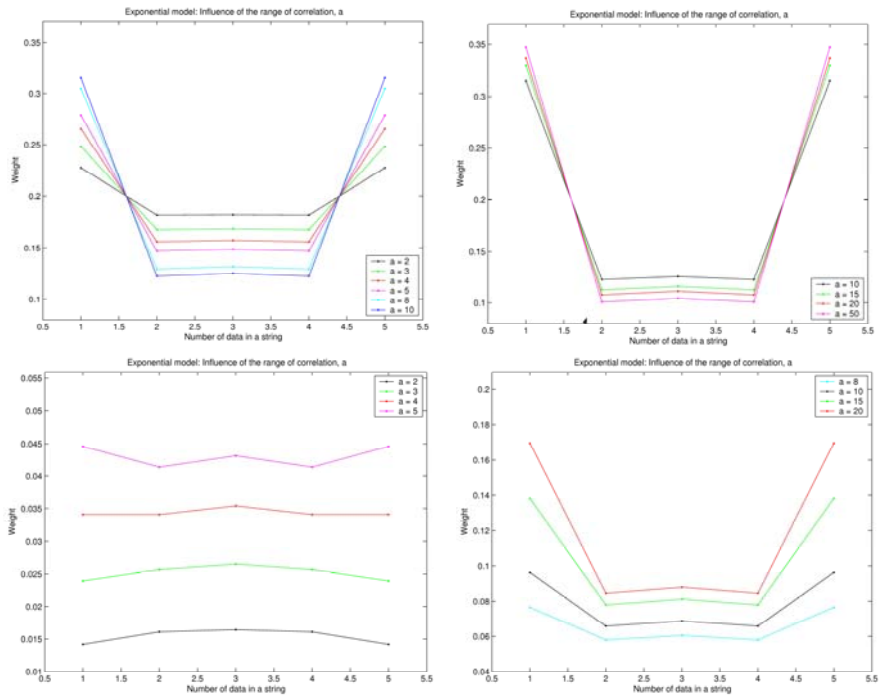 Exponential model: Influence of the range of correlation, a
0.35
0.3
0.25
0.2
0.15
0.1
Weight
a = 2
a = 3
a = 4
a = 5
a = 8
a = 10
0.5 1 1.5 2 2.5 3 3.5 4 4.5 5 5.5
Number of data in a string
Exponential model: Influence of the range of correlation, a
0.35
0.3
0.25
0.2
0.15
0.1
Weight
a = 10
a = 15
a = 20
a = 50
0.5 1 1.5 2 2.5 3 3.5 4 4.5 5 5.5
Number of data in a string
Exponential model: Influence of the range of correlation, a
0.055
0.05
0.045
0.04
0.035
0.03
0.025
0.02
0.015
0.01
Weight
a = 2
a = 3
a = 4
a = 5
0.5 1 1.5 2 2.5 3 3.5 4 4.5 5 5.5
Number of data in a string
Exponential model: Influence of the range of correlation, a
0.2
0.18
0.16
0.14
0.12
0.1
0.08
0.06
0.04
Weight
a = 8
a = 10
a = 15
a = 20
0.5 1 1.5 2 2.5 3 3.5 4 4.5 5 5.5
Number of data in a string